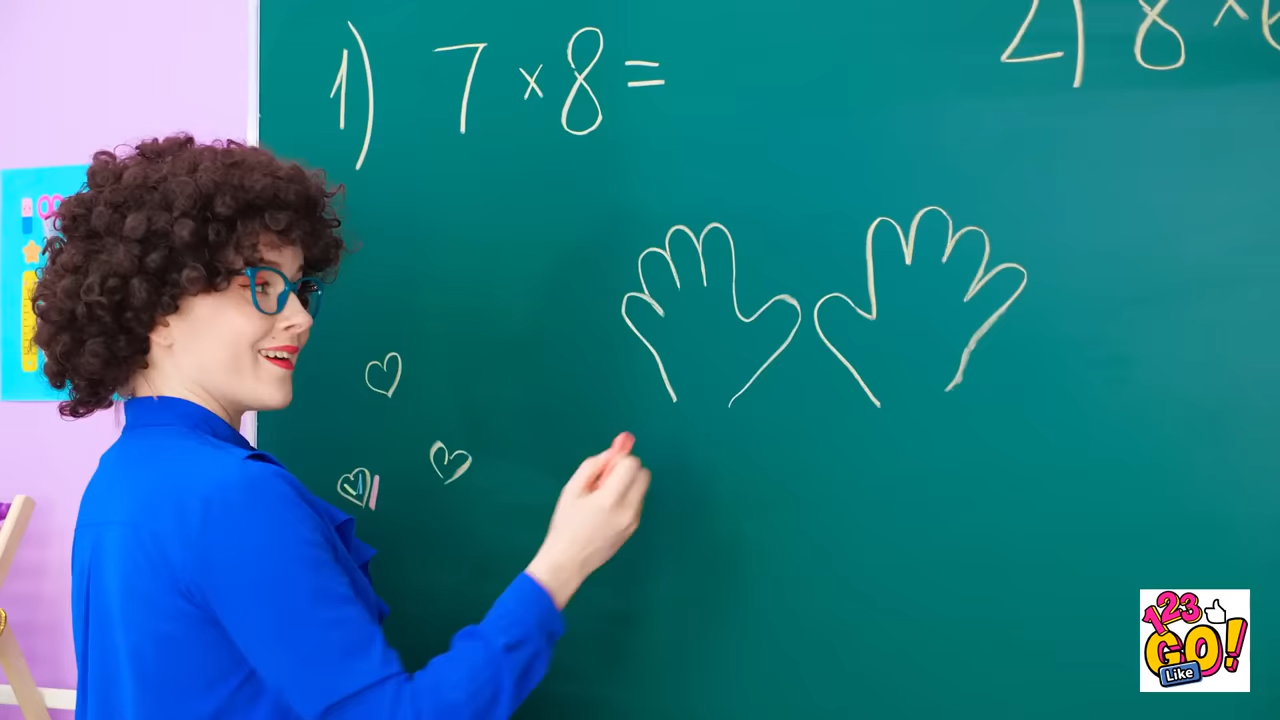 1) 7 × 8 =
2) 8 ×
123
GO!
Like